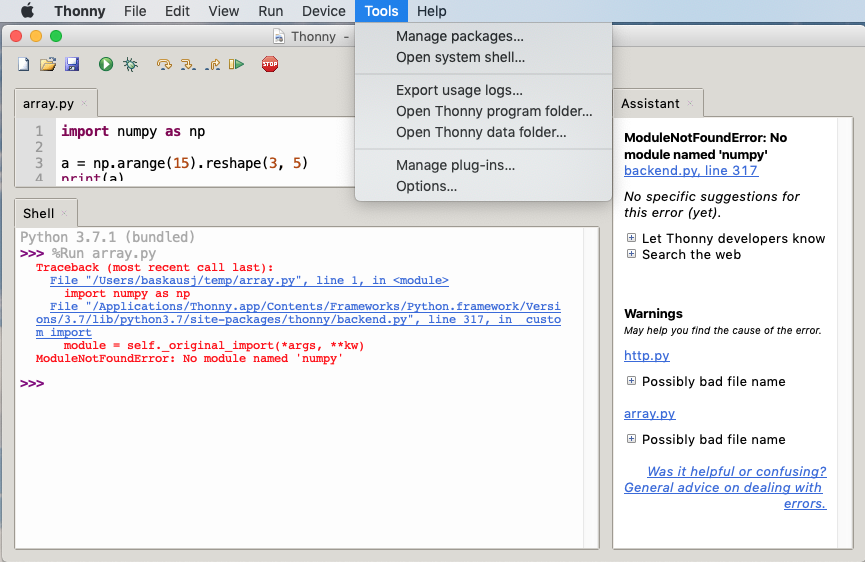 Thonny File Edit View Run Device Tools Help
Thonny -
Manage packages...
Open system shell...
Export usage logs...
Open Thonny program folder...
Open Thonny data folder...
Manage plug-ins...
Options...
STOP
array.py ×
1 import numpy as np
2
3 a = np.arange(15).reshape(3, 5)
4 print(a)
Shell ×
Python 3.7.1 (bundled)
>>> %Run array.py
Traceback (most recent call last):
File "/Users/baskausj/temp/array.py", line 1, in <module>
import numpy as np
File "/Applications/Thonny.app/Contents/Frameworks/Python.framework/Versi
ons/3.7/lib/python3.7/site-packages/thonny/backend.py", line 317, in _custo
m_import
module = self._original_import(*args, **kw)
ModuleNotFoundError: No module named 'numpy'
>>>
Assistant ×
ModuleNotFoundError: No
module named 'numpy'
backend.py, line 317
No specific suggestions for
this error (yet).
Let Thonny developers know
Search the web
Warnings
May help you find the cause of the error.
http.py
Possibly bad file name
array.py
Possibly bad file name
Was it helpful or confusing?
General advice on dealing with
errors.